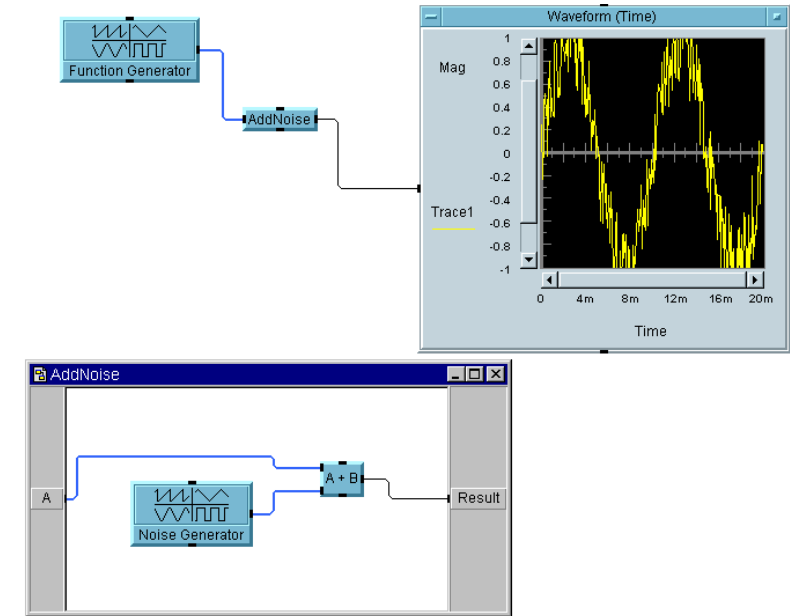 Waveform (Time)
Function Generator
AddNoise
Mag
1
0.8
0.6
0.4
0.2
0
-0.2
-0.4
-0.6
-0.8
-1
Trace1
0 4m 8m 12m 16m 20m
Time
AddNoise
A
A + B
Result
Noise Generator